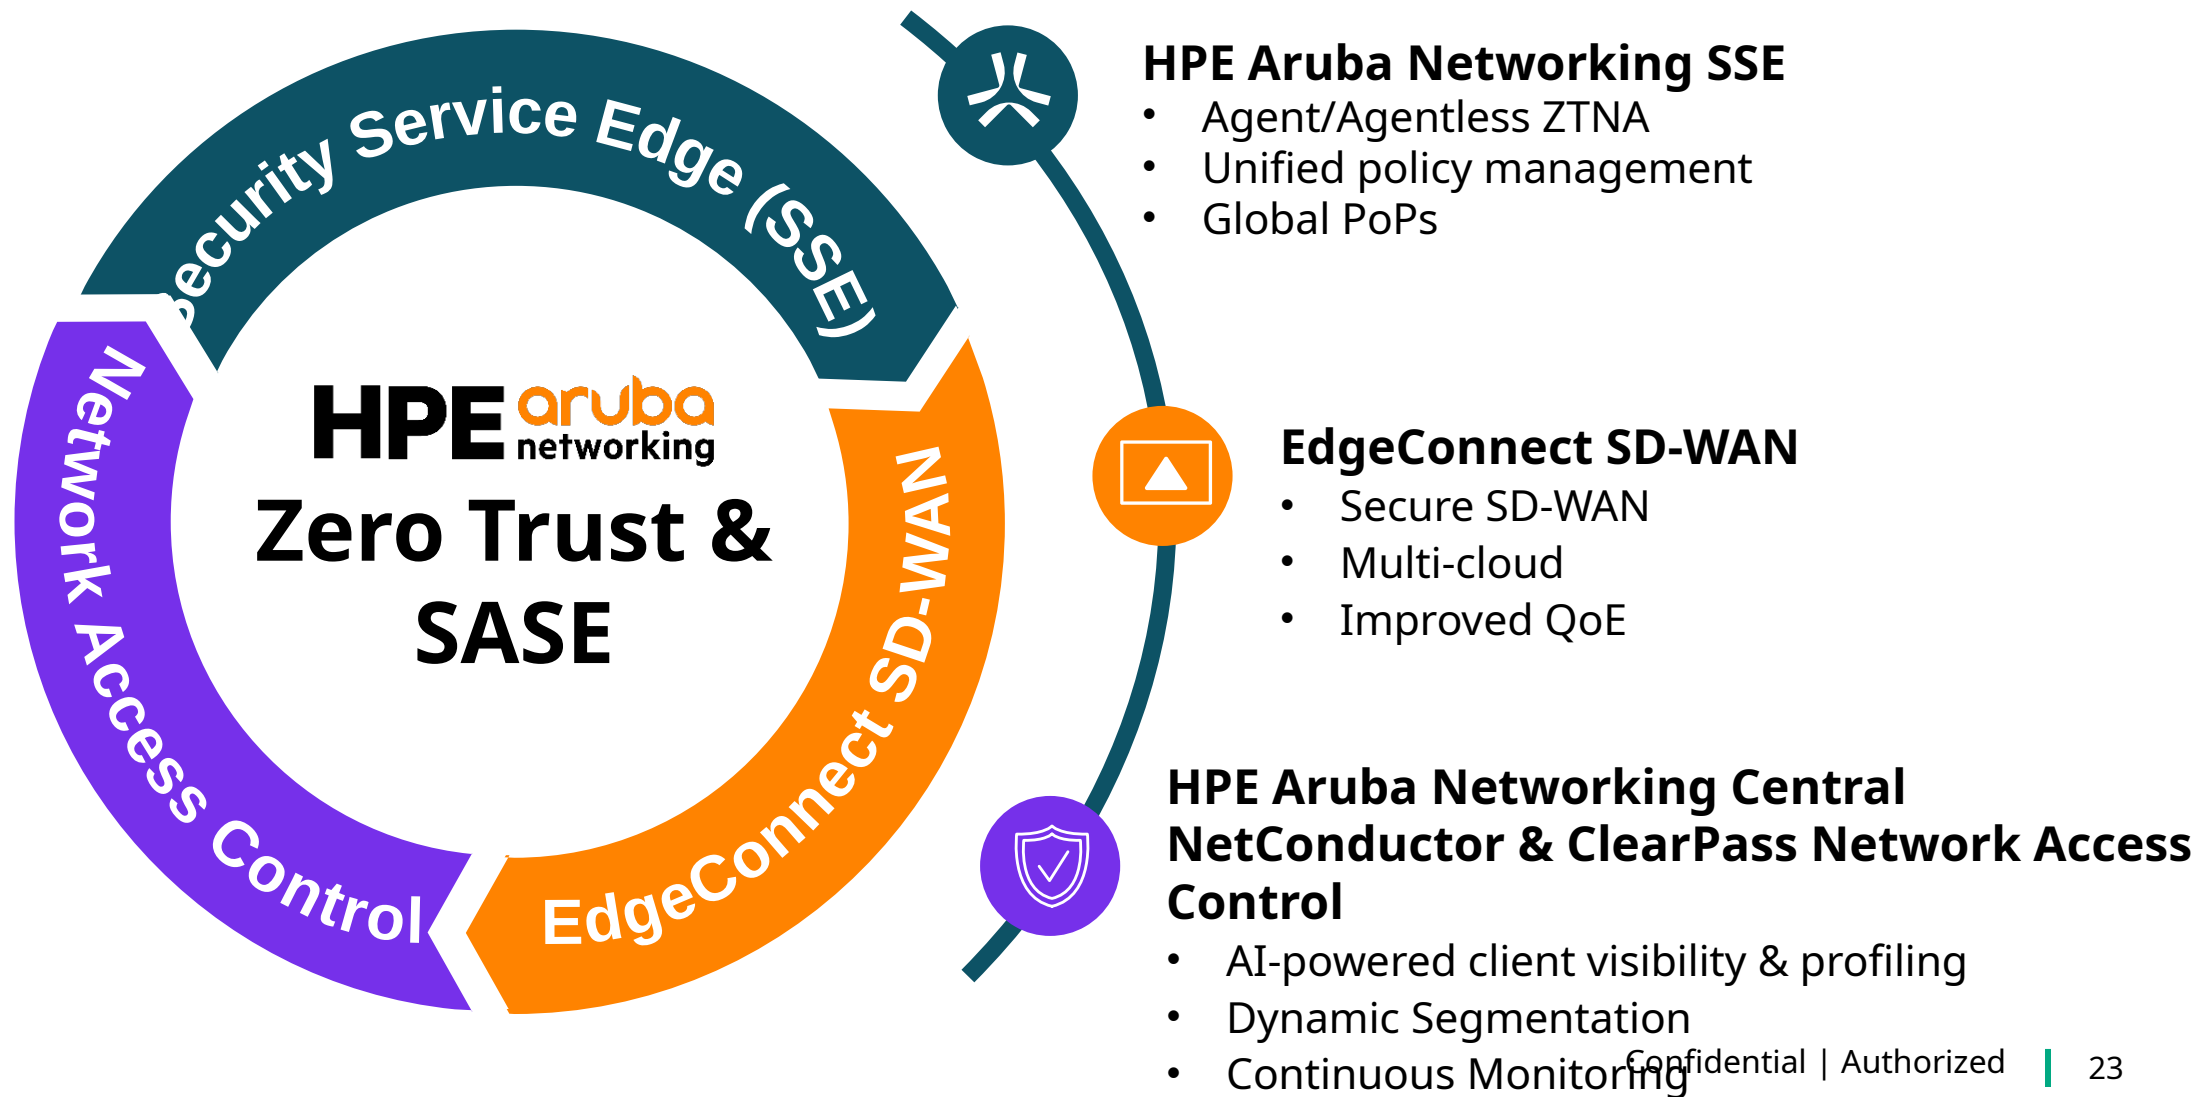 Security Service Edge (SSE)
EdgeConnect SD-WAN
Network Access Control
HPE aruba
networking
Zero Trust &
SASE
HPE Aruba Networking SSE
• Agent/Agentless ZTNA
• Unified policy management
• Global PoPs
EdgeConnect SD-WAN
• Secure SD-WAN
• Multi-cloud
• Improved QoE
HPE Aruba Networking Central
NetConductor & ClearPass Network Access
Control
• AI-powered client visibility & profiling
• Dynamic Segmentation
• Continuous Monitoring
Confidential | Authorized
23